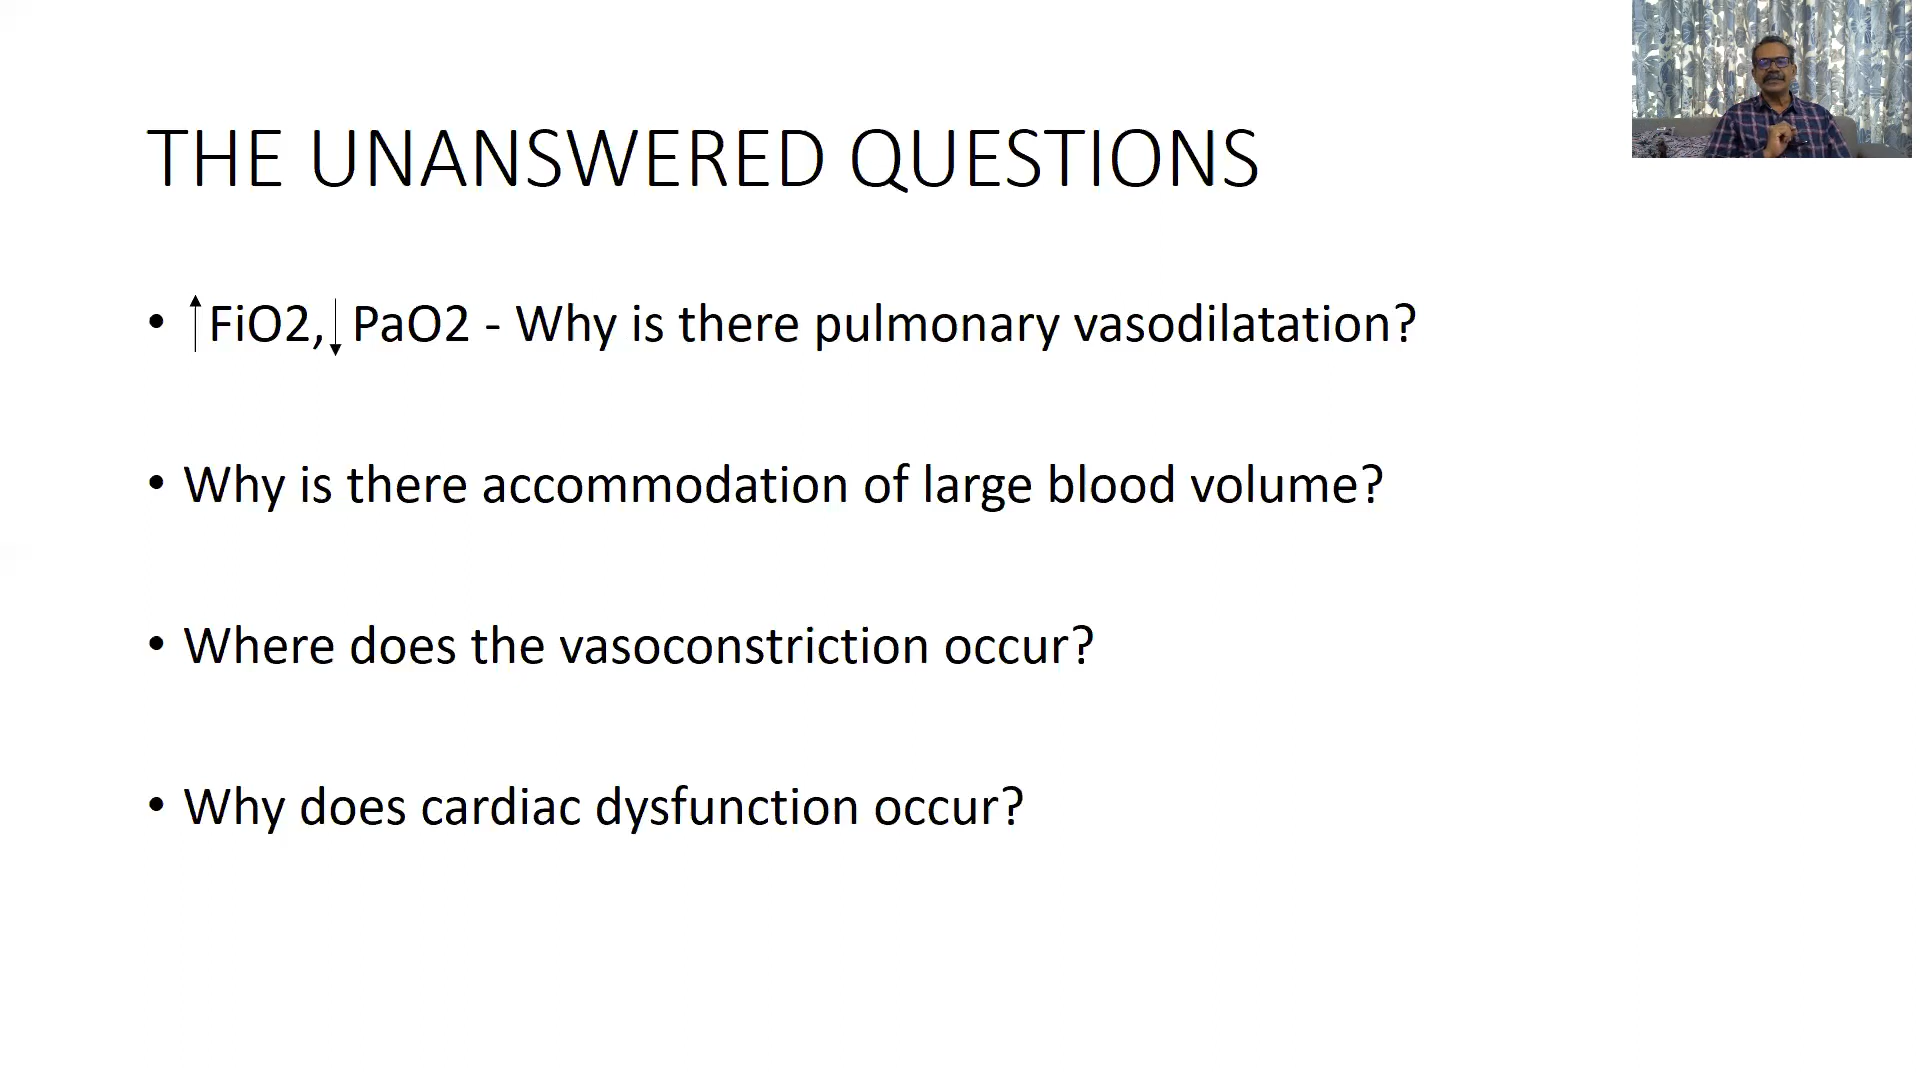 THE UNANSWERED QUESTIONS
• ↑FiO2,↓PaO2 - Why is there pulmonary vasodilatation?
• Why is there accommodation of large blood volume?
• Where does the vasoconstriction occur?
• Why does cardiac dysfunction occur?